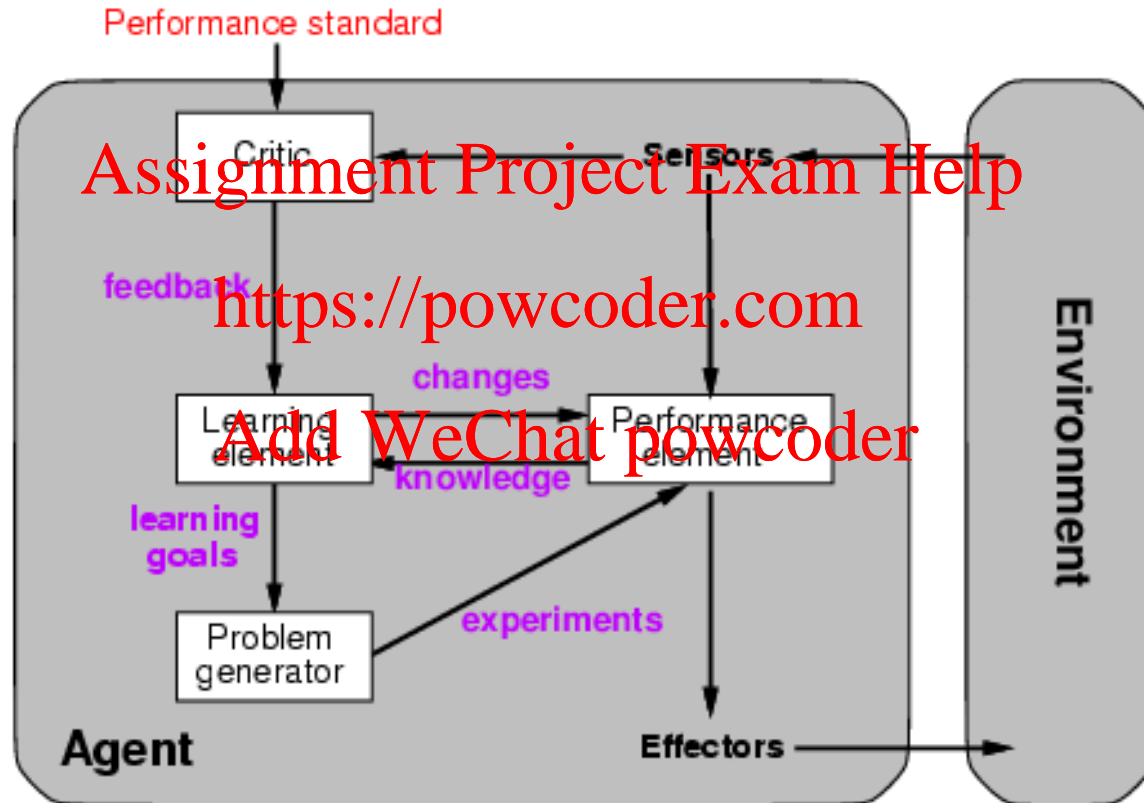 Performance standard
Critic
Sensors
Assignment Project Exam Help
feedback
https://powcoder.com
changes
Learning
element
Performance
element
Add WeChat powcoder
knowledge
learning
goals
experiments
Problem
generator
Agent
Effectors
Environment